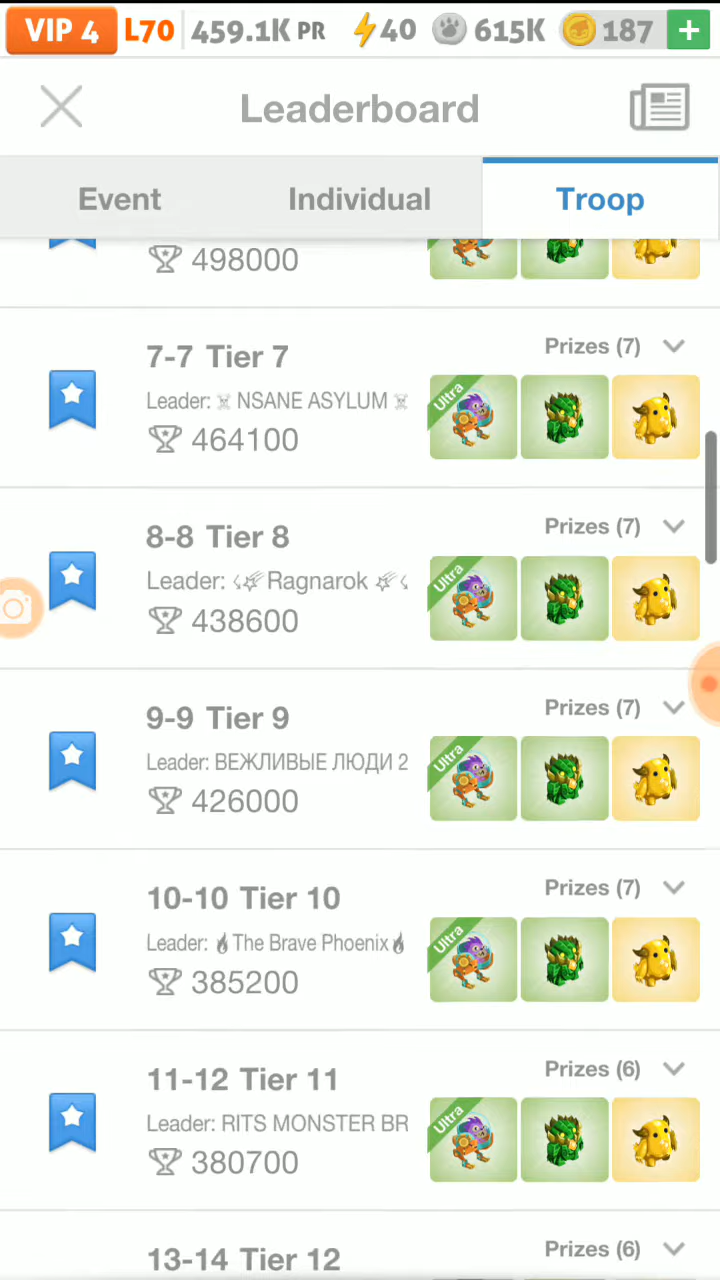 VIP 4 L70 459.1K PR 40 615K 187 +
Leaderboard
Event Individual Troop
498000
7-7 Tier 7 Prizes (7)
Leader: ☠ NSANE ASYLUM ☠ Ultra
464100
8-8 Tier 8 Prizes (7)
Leader: ☇☄Ragnarok ☄☇ Ultra
438600
9-9 Tier 9 Prizes (7)
Leader: ВЕЖЛИВЫЕ ЛЮДИ 2 Ultra
426000
10-10 Tier 10 Prizes (7)
Leader: 🔥The Brave Phoenix🔥 Ultra
385200
11-12 Tier 11 Prizes (6)
Leader: RITS MONSTER BR Ultra
380700
13-14 Tier 12 Prizes (6)